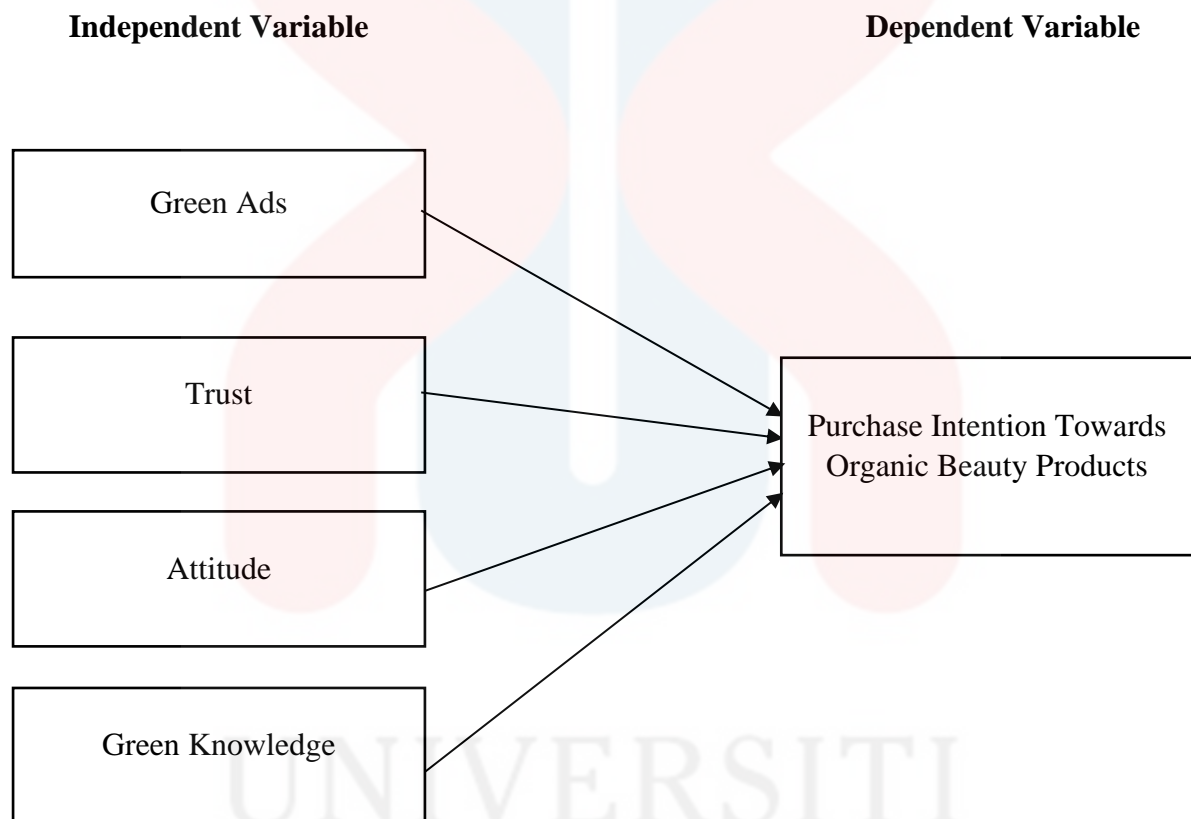 Independent Variable
Dependent Variable
Green Ads
Trust
Purchase Intention Towards
Organic Beauty Products
Attitude
Green Knowledge
UNIVERSITI